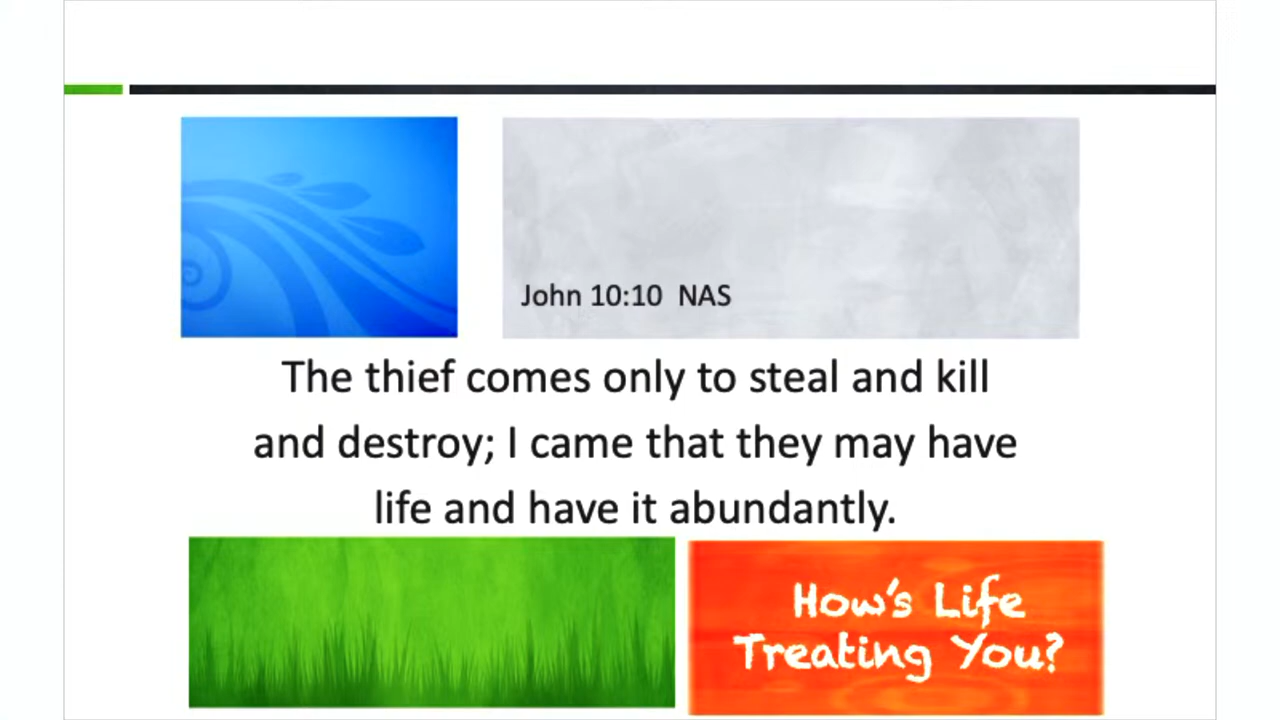 John 10:10 NAS
The thief comes only to steal and kill
and destroy; I came that they may have
life and have it abundantly.
How's Life
Treating You?